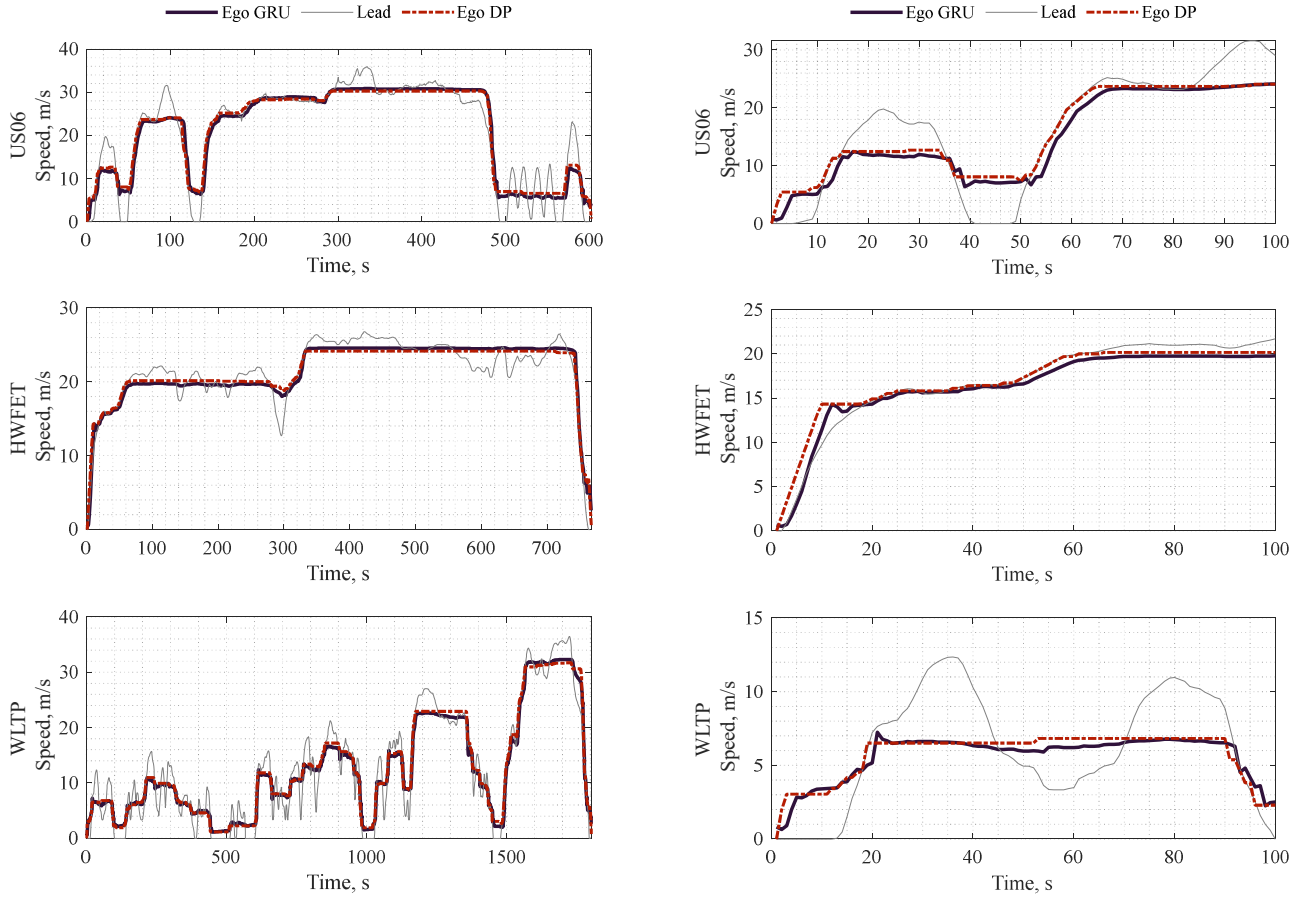 Ego GRU Lead Ego DP
Ego GRU Lead Ego DP
US06
Speed, m/s
40
30
20
10
0
0 100 200 300 400 500 600
Time, s
US06
Speed, m/s
30
20
10
0
10 20 30 40 50 60 70 80 90 100
Time, s
HWFET
Speed, m/s
30
20
10
0
0 100 200 300 400 500 600 700
Time, s
HWFET
Speed, m/s
25
20
15
10
5
0
0 20 40 60 80 100
Time, s
WLTP
Speed, m/s
40
30
20
10
0
0 500 1000 1500
Time, s
WLTP
Speed, m/s
15
10
5
0
0 20 40 60 80 100
Time, s